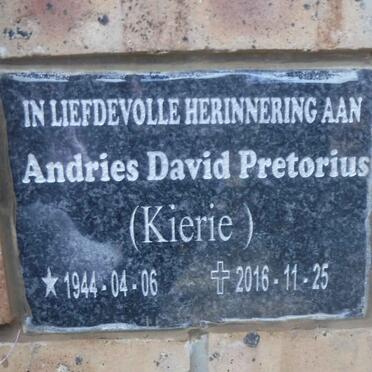 IN LIEFDEVOLLE HERINNERING AAN
Andries David Pretorius
(Kierie )
★ 1944 - 04 - 06 ✝ 2016 - 11 - 25